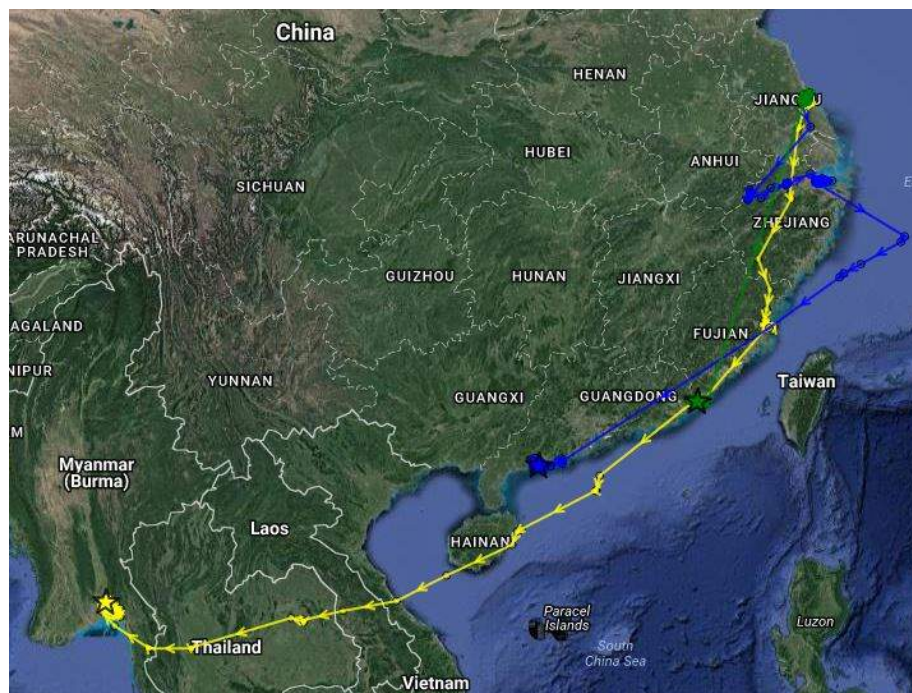 China
HENAN
JIANGSU
HUBEI
ANHUI
SICHUAN
E
ARUNACHAL
PRADESH
ZHEJIANG
GUIZHOU
HUNAN
JIANGXI
AGALAND
NIPUR
FUJIAN
YUNNAN
GUANGXI
GUANGDONG
Taiwan
M
Myanmar
(Burma)
Laos
HAINAN
Paracel
Islands
Luzon
Thailand
South
China Sea
Vietnam